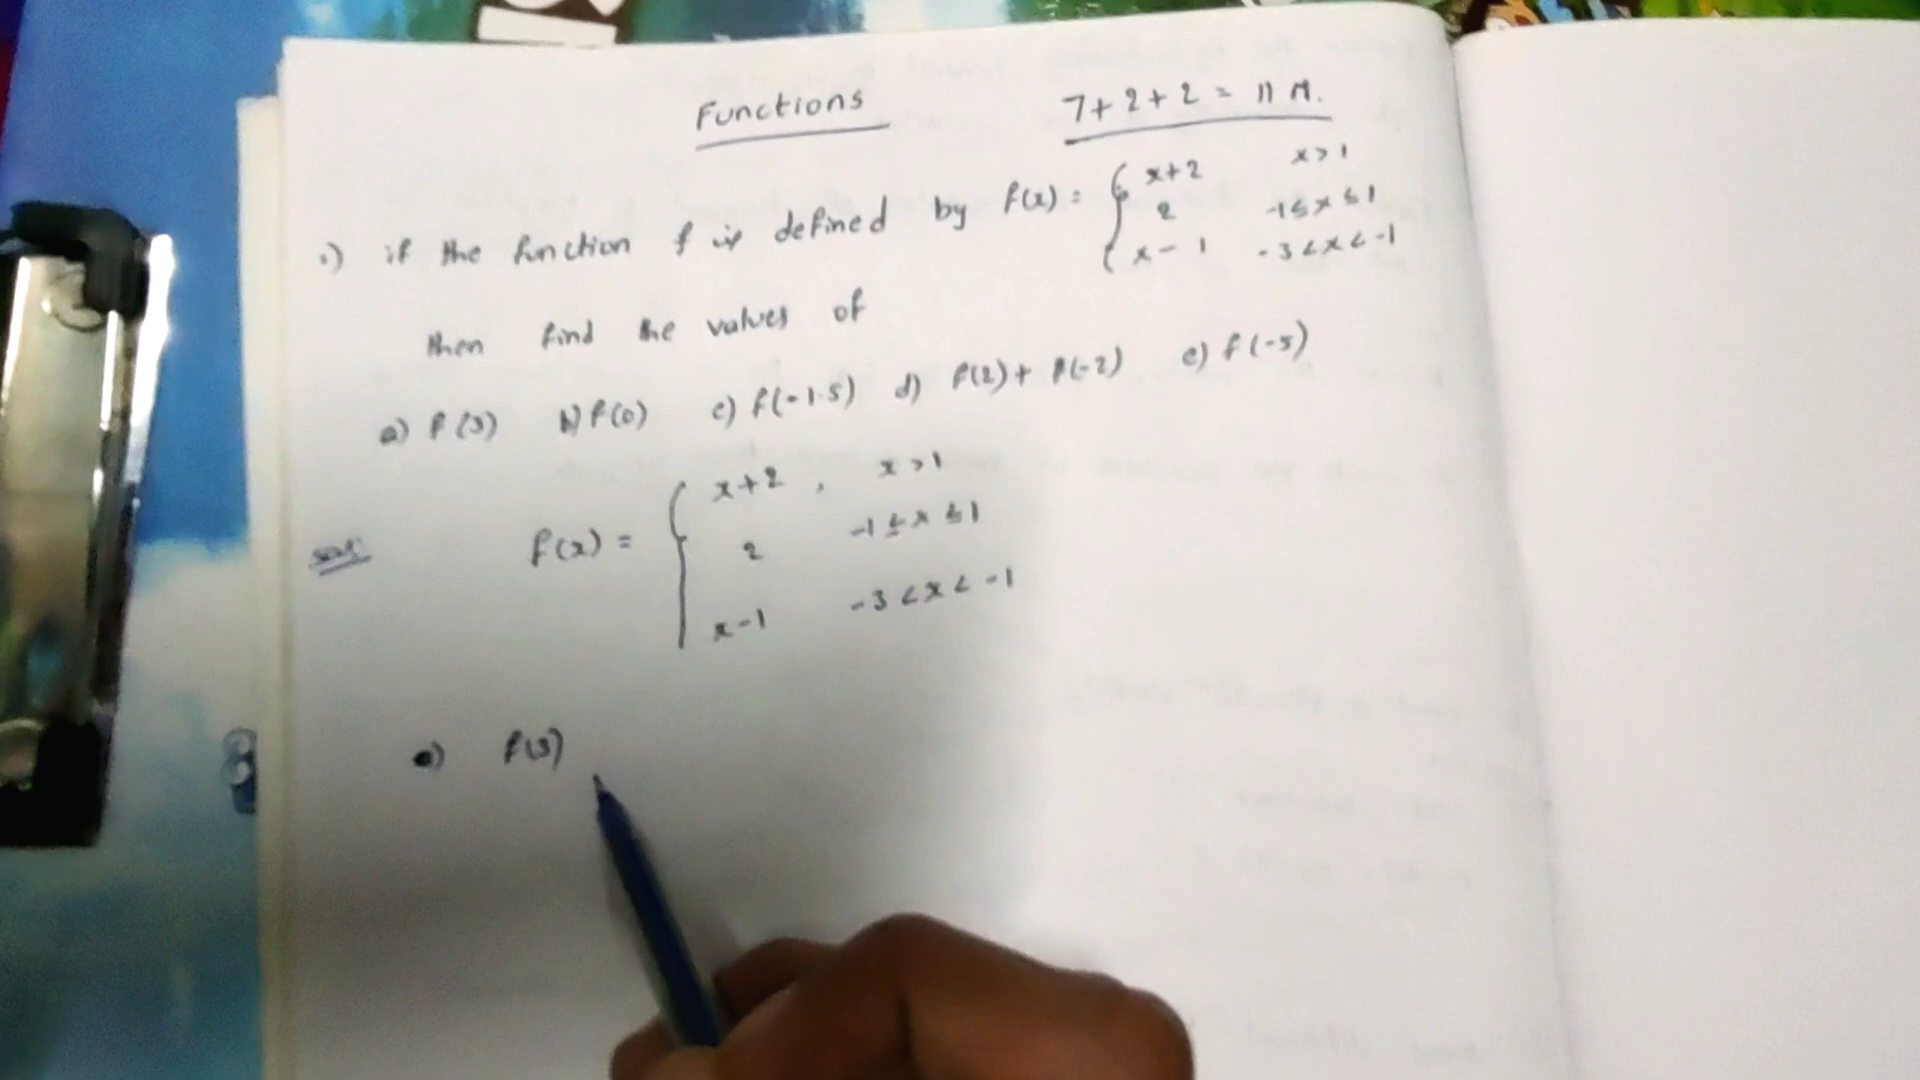 Functions
7+2+2 = 11 M.
1) if the function f is defined by f(x) = { x+2 x>1
2 -1≤x≤1
x-1 -3<x<-1
then find the values of
a) f(3) b) f(0) c) f(-1.5) d) f(2)+ f(-2) e) f(-5)
Sol: f(x) = { x+2 , x>1
2 -1≤x≤1
x-1 -3<x<-1
a) f(3)